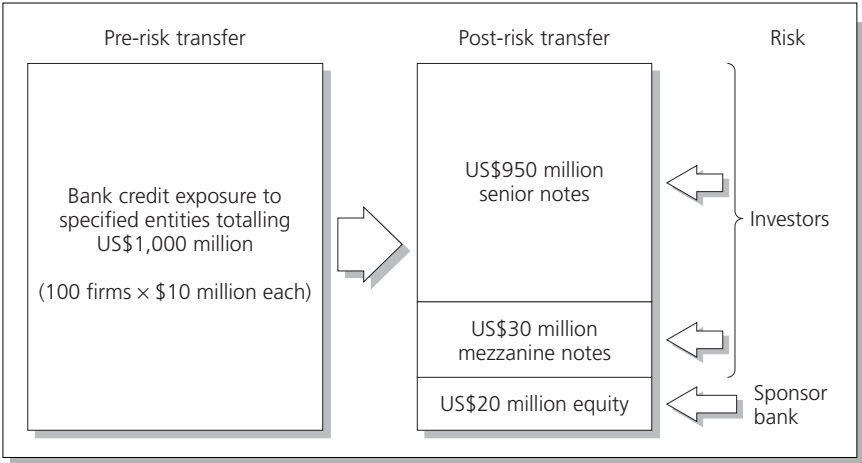 Pre-risk transfer
Post-risk transfer
Risk
Bank credit exposure to
specified entities totalling
US$1,000 million
(100 firms × $10 million each)
US$950 million
senior notes
US$30 million
mezzanine notes
US$20 million equity
Investors
Sponsor
bank